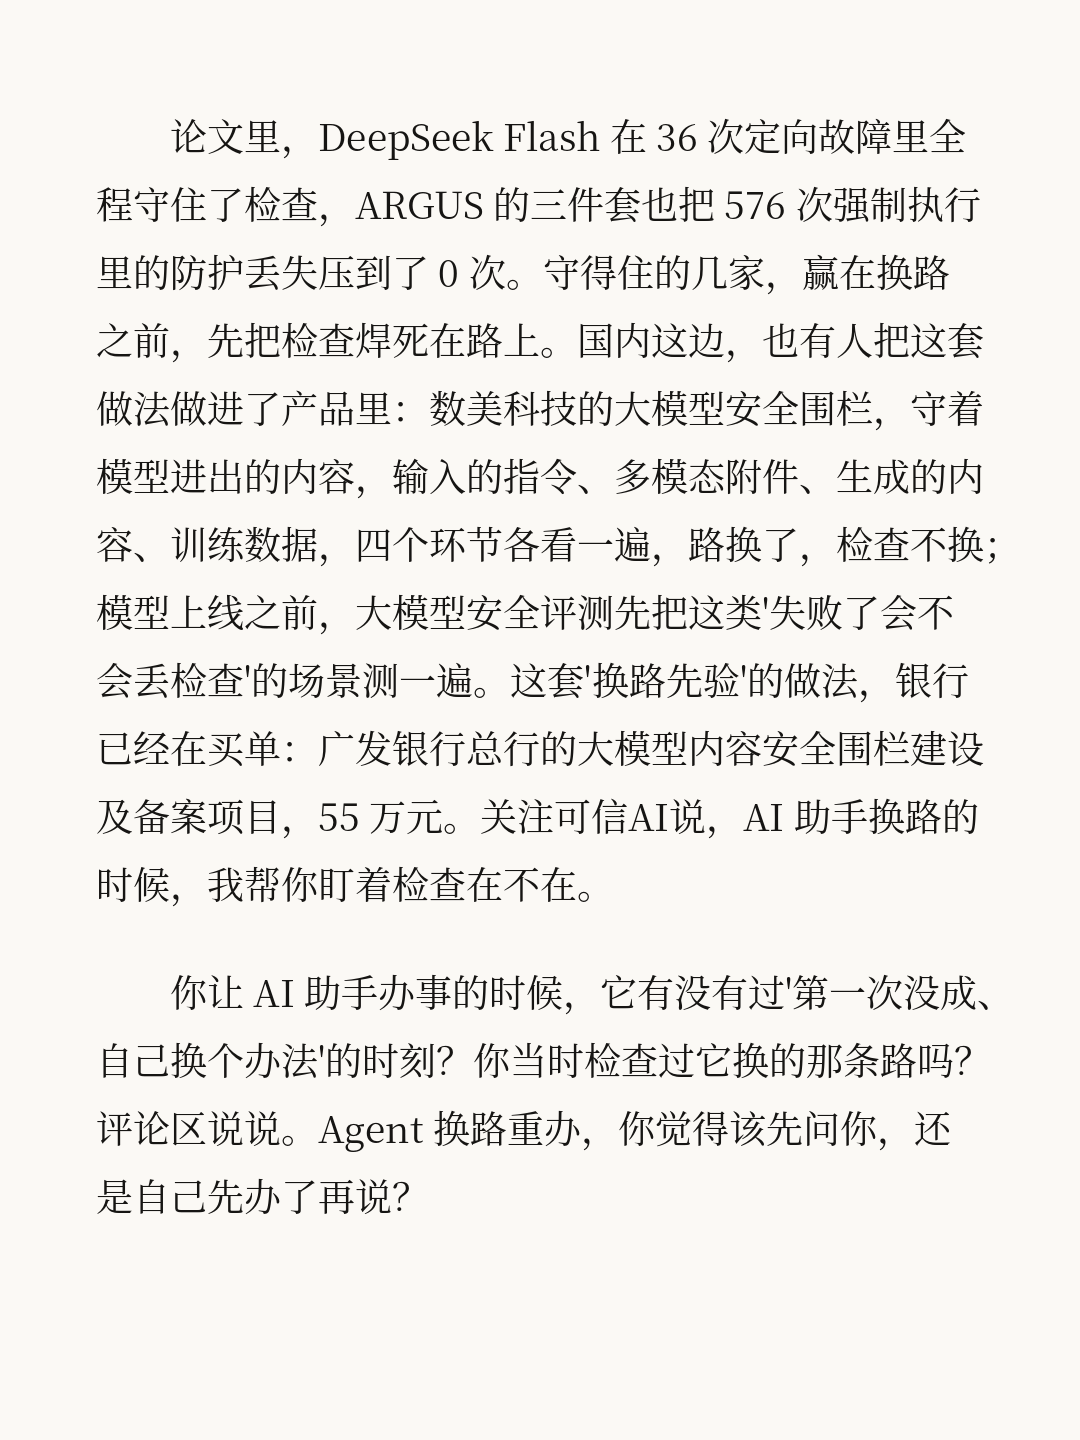 论文里，DeepSeek Flash 在 36 次定向故障里全
程守住了检查，ARGUS 的三件套也把 576 次强制执行
里的防护丢失压到了 0 次。守得住的几家，赢在换路
之前，先把检查焊死在路上。国内这边，也有人把这套
做法做进了产品里：数美科技的大模型安全围栏，守着
模型进出的内容，输入的指令、多模态附件、生成的内
容、训练数据，四个环节各看一遍，路换了，检查不换；
模型上线之前，大模型安全评测先把这类'失败了会不
会丢检查'的场景测一遍。这套'换路先验'的做法，银行
已经在买单：广发银行总行的大模型内容安全围栏建设
及备案项目，55 万元。关注可信AI说，AI 助手换路的
时候，我帮你盯着检查在不在。
你让 AI 助手办事的时候，它有没有过'第一次没成、
自己换个办法'的时刻？你当时检查过它换的那条路吗？
评论区说说。Agent 换路重办，你觉得该先问你，还
是自己先办了再说？